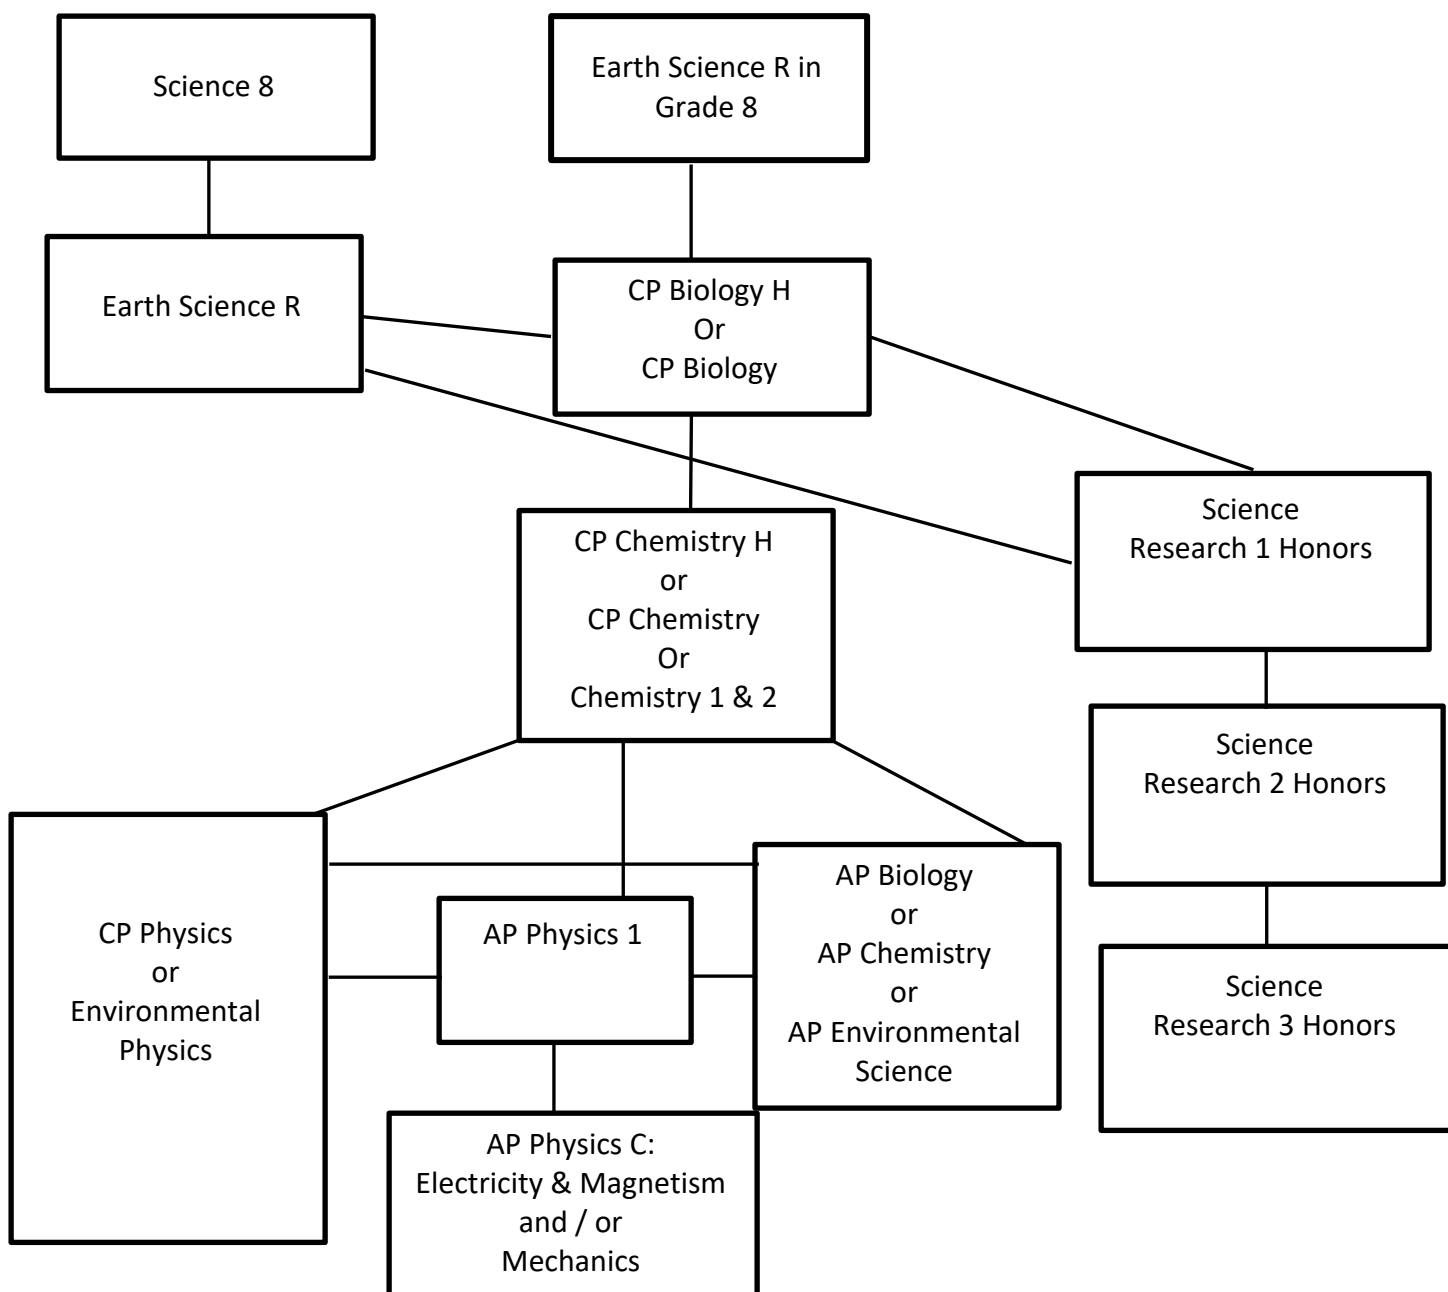 Science 8
Earth Science R in
Grade 8
Earth Science R
CP Biology H
Or
CP Biology
Science
Research 1 Honors
CP Chemistry H
or
CP Chemistry
Or
Chemistry 1 & 2
Science
Research 2 Honors
CP Physics
or
Environmental
Physics
AP Physics 1
AP Biology
or
AP Chemistry
or
AP Environmental
Science
Science
Research 3 Honors
AP Physics C:
Electricity & Magnetism
and / or
Mechanics